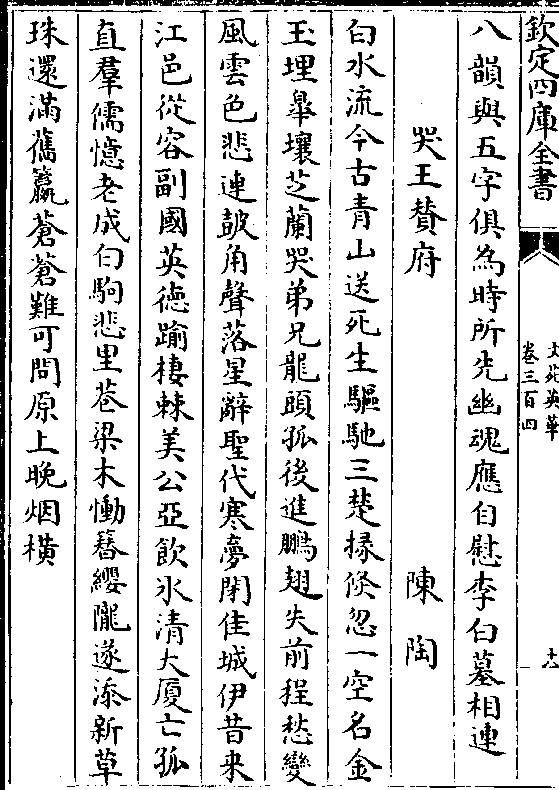 欽定四庫全書
文苑英華
卷三百四
八韻與五字俱為時所先幽魂應自慰李白墓相連
哭王贊府 陳陶
白水流今古青山送死生驅馳三楚掾倐忽一空名金
玉埋皋壤芝蘭哭弟兄龍頭孤後進鵬翅失前程愁變
風雲色悲連皷角聲落星辭聖代寒夢閉佳城伊昔來
江邑從容副國英徳踰棲棘美公亞飲氷清大廈亡孤
直羣儒憶老成白駒悲里巷梁木慟簪纓隴遂添新草
珠還滿舊籯蒼蒼難可問原上晚烟橫